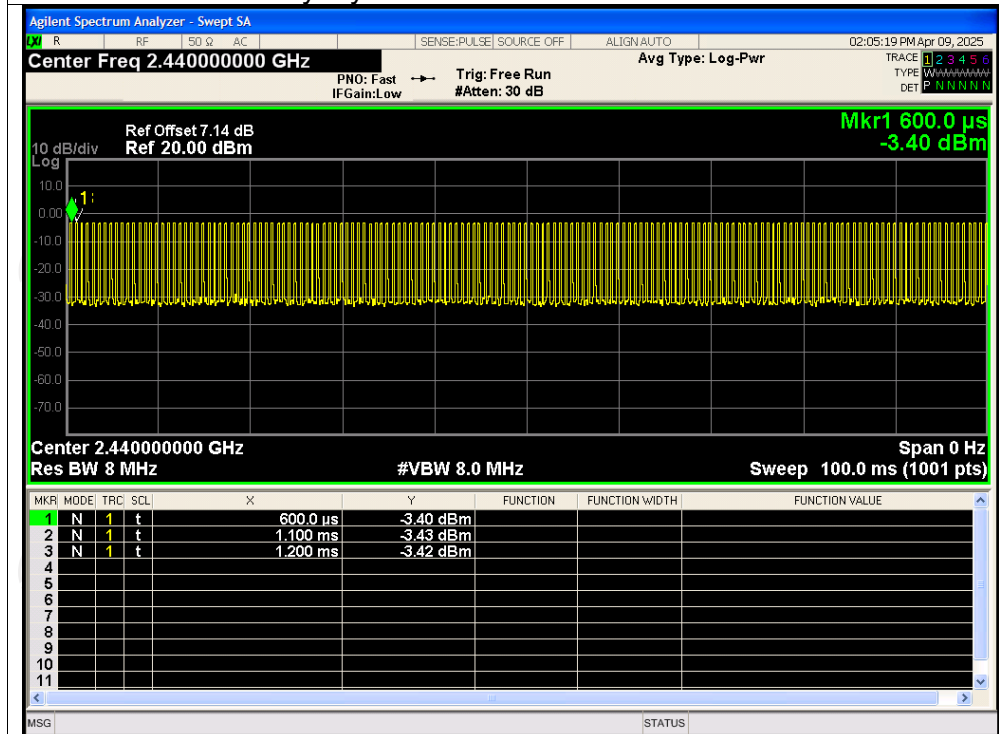 Agilent Spectrum Analyzer - Swept SA
LXI R RF 50 Ω AC SENSE:PULSE SOURCE OFF ALIGN AUTO 02:05:19 PM Apr 09, 2025
Center Freq 2.440000000 GHz Avg Type: Log-Pwr TRACE 1 2 3 4 5 6
PNO: Fast Trig: Free Run TYPE
IFGain:Low #Atten: 30 dB DET P N N N N N
Mkr1 600.0 µs
Ref Offset 7.14 dB
10 dB/div Ref 20.00 dBm -3.40 dBm
Log
10.0
1
0.00
-10.0
-20.0
-30.0
-40.0
-50.0
-60.0
-70.0
Center 2.440000000 GHz Span 0 Hz
Res BW 8 MHz #VBW 8.0 MHz Sweep 100.0 ms (1001 pts)
MKR MODE TRC SCL X Y FUNCTION FUNCTION WIDTH FUNCTION VALUE
1 N 1 t 600.0 µs -3.40 dBm
2 N 1 t 1.100 ms -3.43 dBm
3 N 1 t 1.200 ms -3.42 dBm
4
5
6
7
8
9
10
11
MSG STATUS